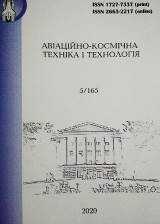 ISSN 1727-7337 (print)
ISSN 2663-2217 (online)
АВІАЦІЙНО-КОСМІЧНА
ТЕХНІКА І ТЕХНОЛОГІЯ
5/165
2020